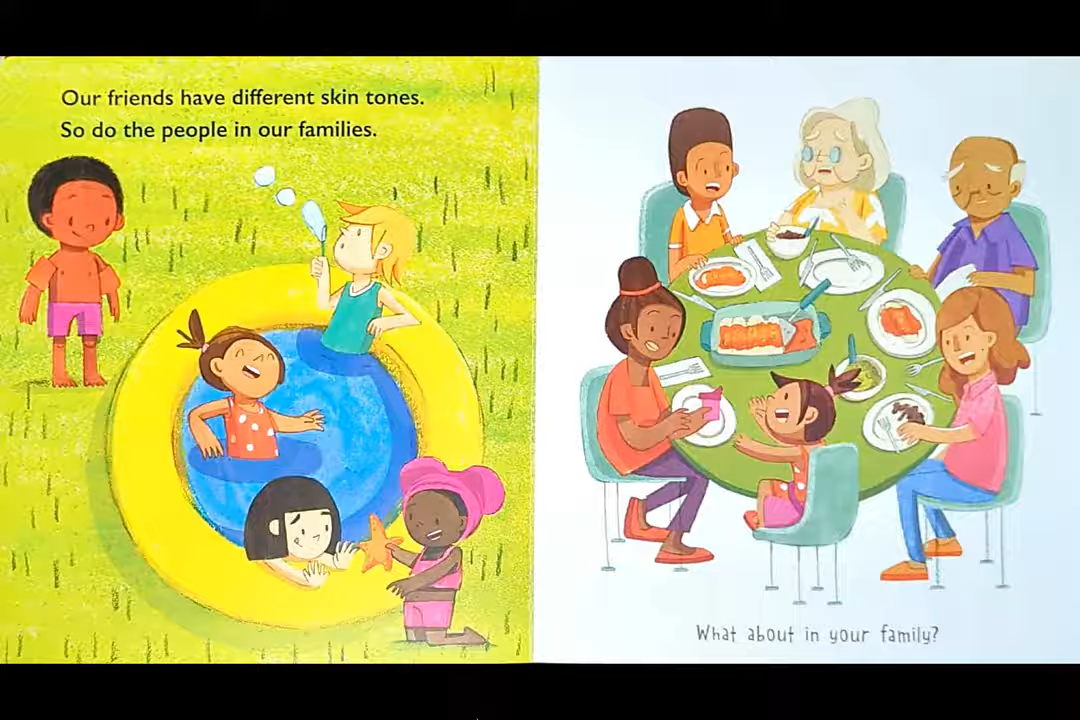 Our friends have different skin tones.
So do the people in our families.
What about in your family?